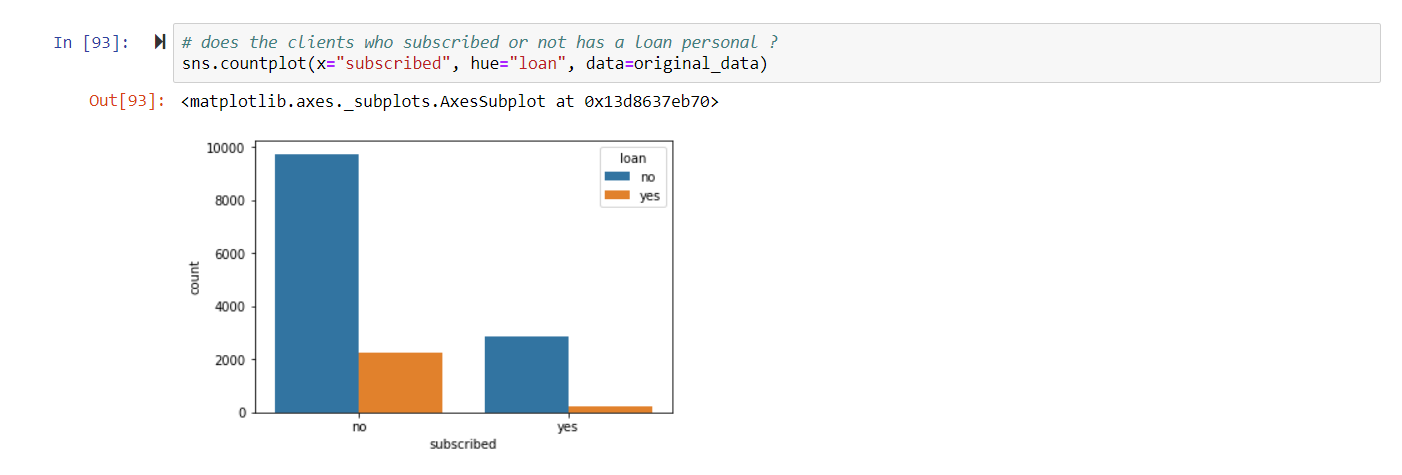 In [93]:
# does the clients who subscribed or not has a loan personal ?
sns.countplot(x="subscribed", hue="loan", data=original_data)
Out[93]: <matplotlib.axes._subplots.AxesSubplot at 0x13d8637eb70>
10000
8000
6000
4000
2000
0
count
loan
no
yes
no yes
subscribed